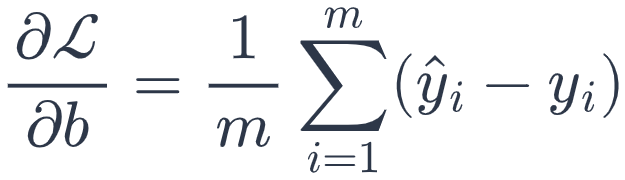 ∂ℒ/∂b = 1/m ∑_{i=1}^{m} (ŷ_i − y_i)